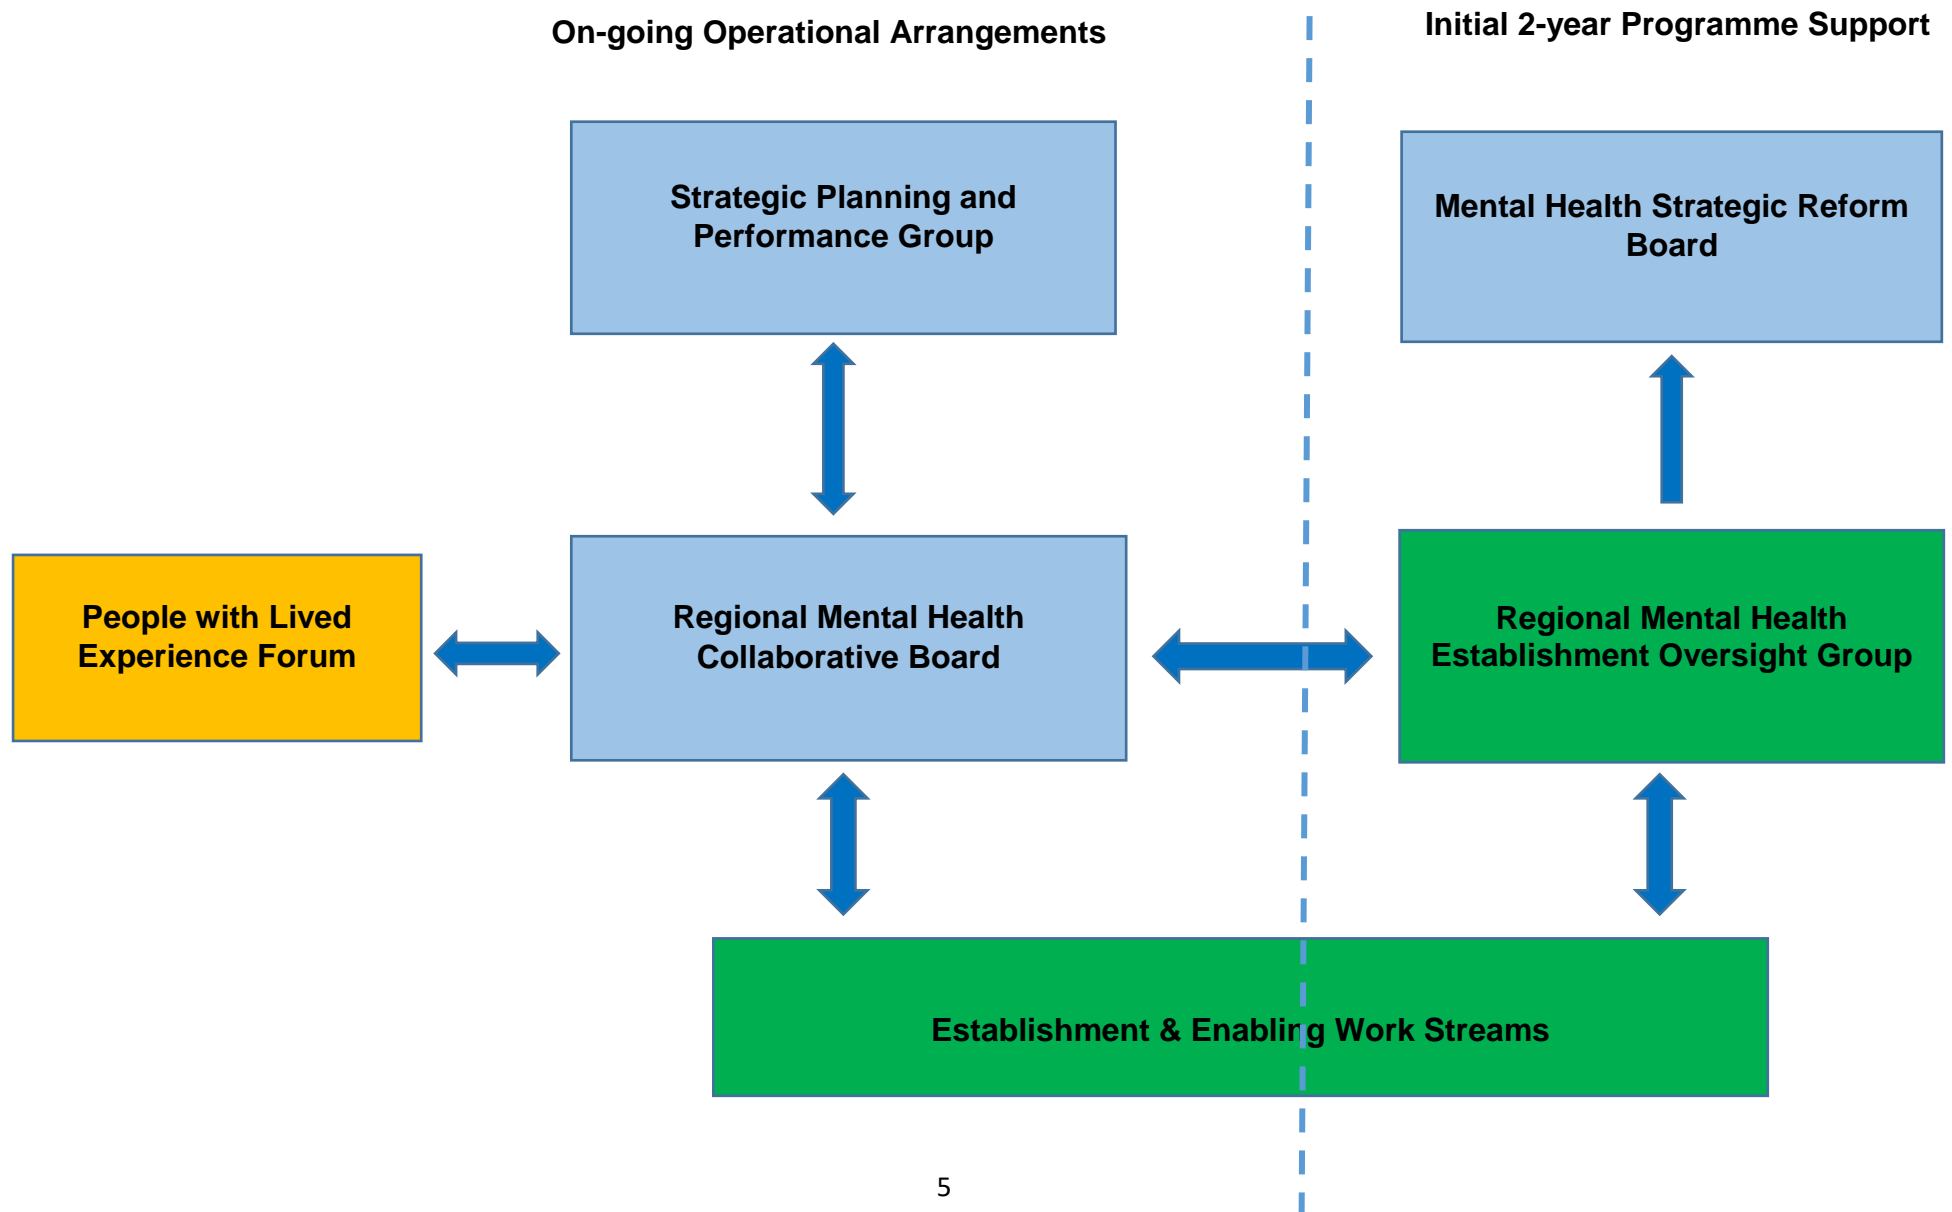 On-going Operational Arrangements
Initial 2-year Programme Support
Strategic Planning and
Performance Group
Mental Health Strategic Reform
Board
People with Lived
Experience Forum
Regional Mental Health
Collaborative Board
Regional Mental Health
Establishment Oversight Group
Establishment & Enabling Work Streams
5